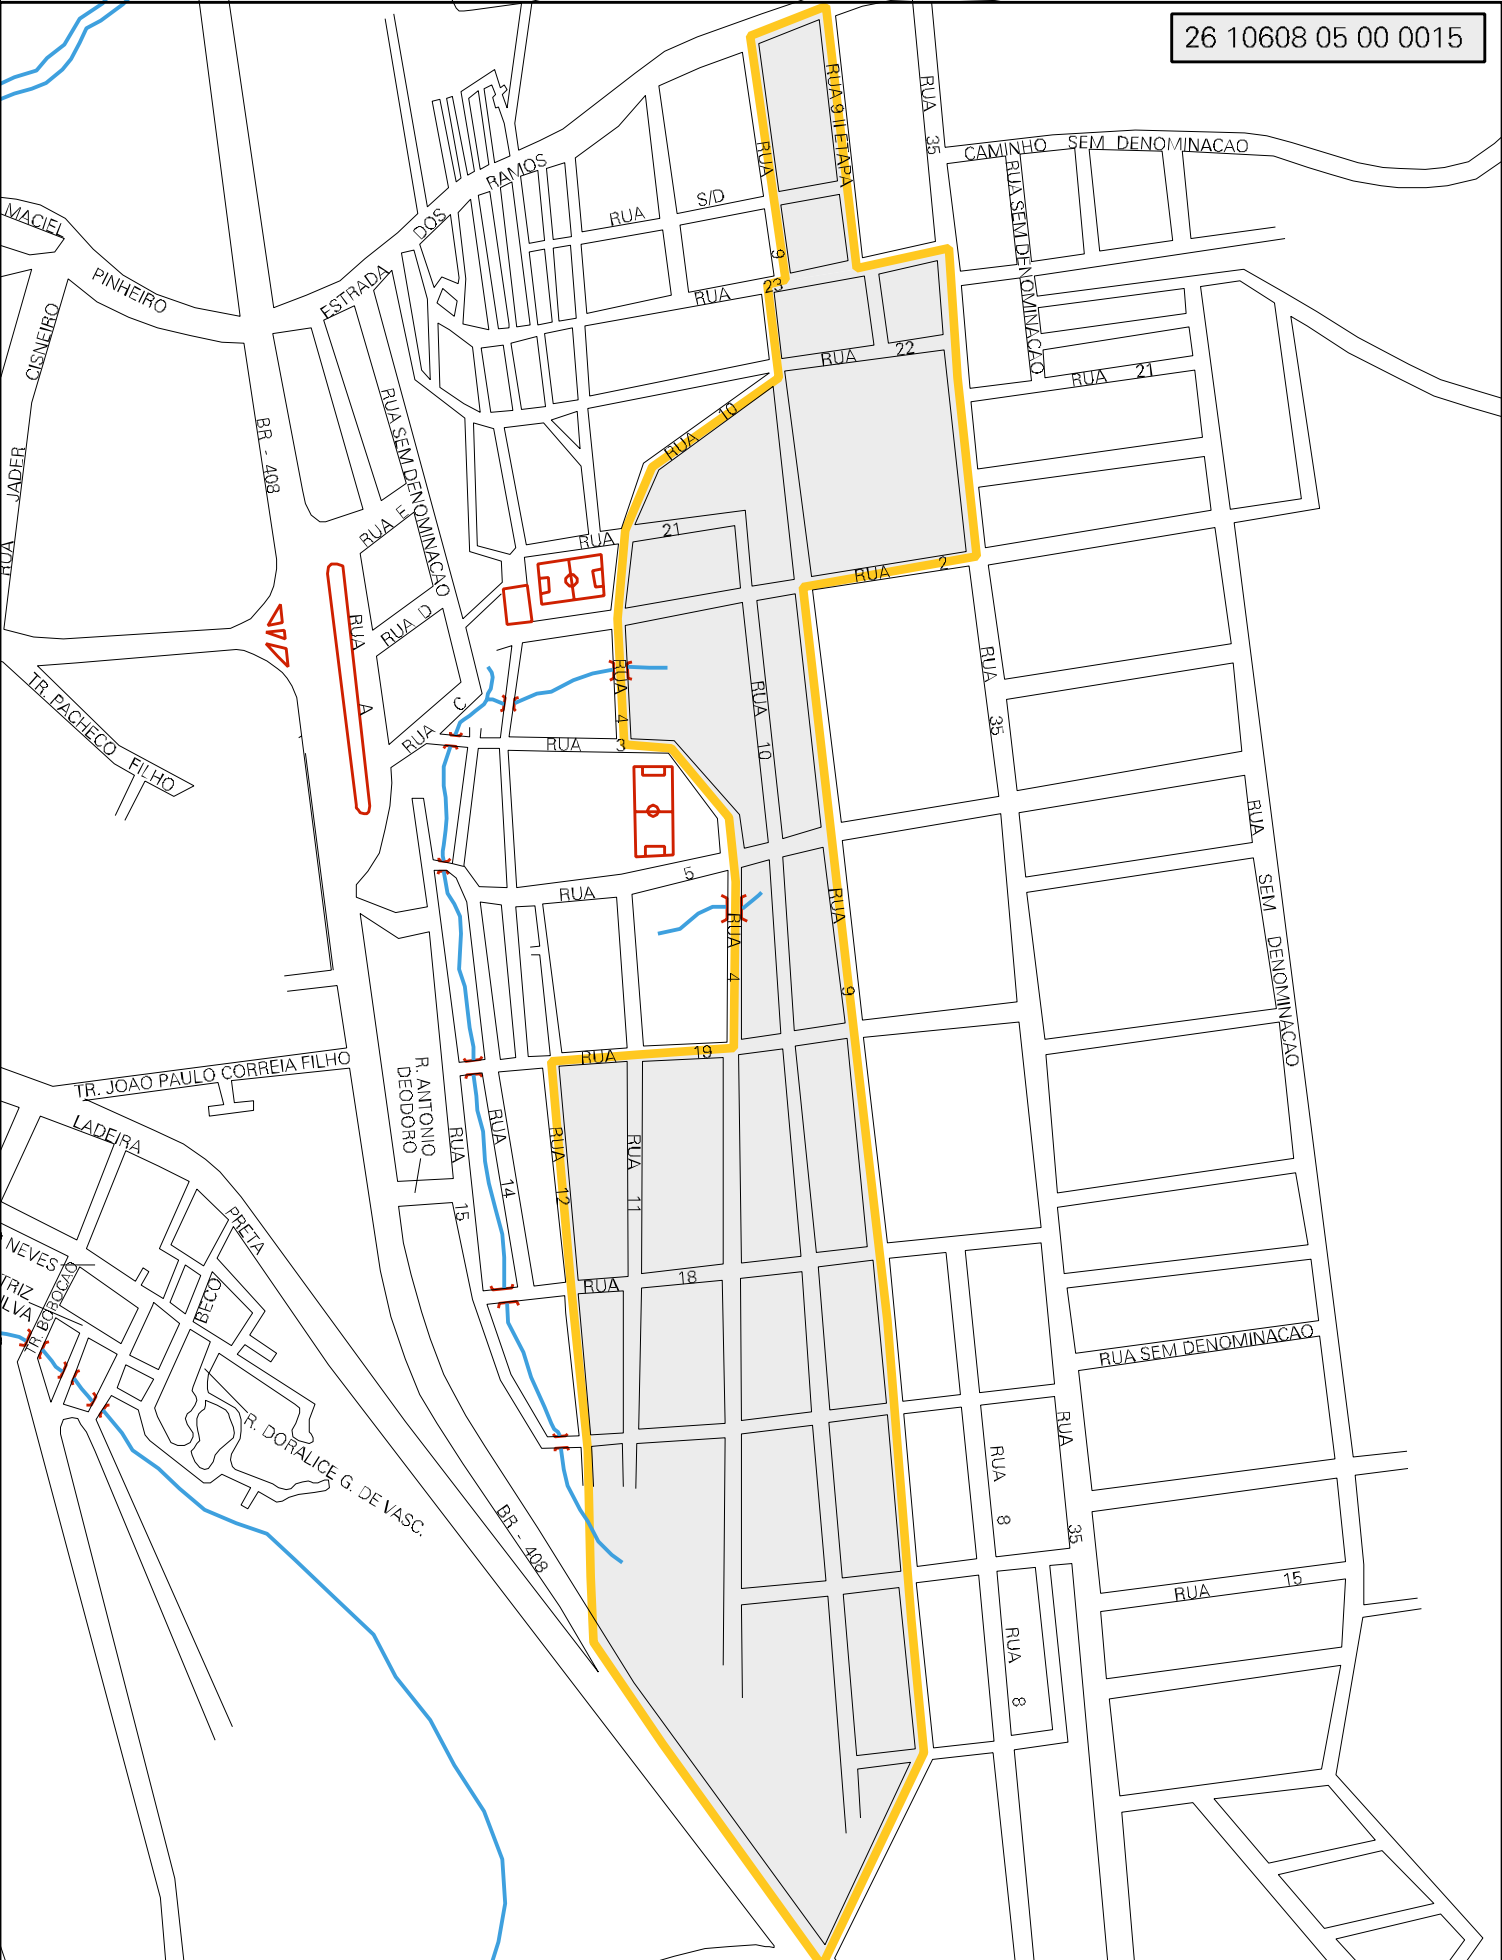 26 10608 05 00 0015
RUA 9 II ETAPA
RUA 35
CAMINHO SEM DENOMINACAO
RUA SEM DENOMINACAO
RUA 9
ESTRADA DOS RAMOS
RUA S/D
MACIEL PINHEIRO
RUA 23
RUA JADER CISNEIRO
BR - 408
RUA 22
RUA 21
RUA SEM DENOMINACAO
RUA 10
RUA E
RUA 21
RUA 2
RUA D
RUA A
RUA C
RUA 4
RUA 3
RUA 10
RUA 35
TR. PACHECO FILHO
RUA 5
RUA 4
RUA 9
RUA SEM DENOMINACAO
RUA 19
TR. JOAO PAULO CORREIA FILHO
R. ANTONIO
DEODORO
LADEIRA PRETA
RUA 15
RUA 14
RUA 12
RUA 11
NEVES
TRIZ
LVA
TR. BOBOCAO
BECO
RUA 18
RUA SEM DENOMINACAO
R. DORALICE G. DE VASC.
BR - 408
RUA 8
RUA 35
RUA 15
RUA 8